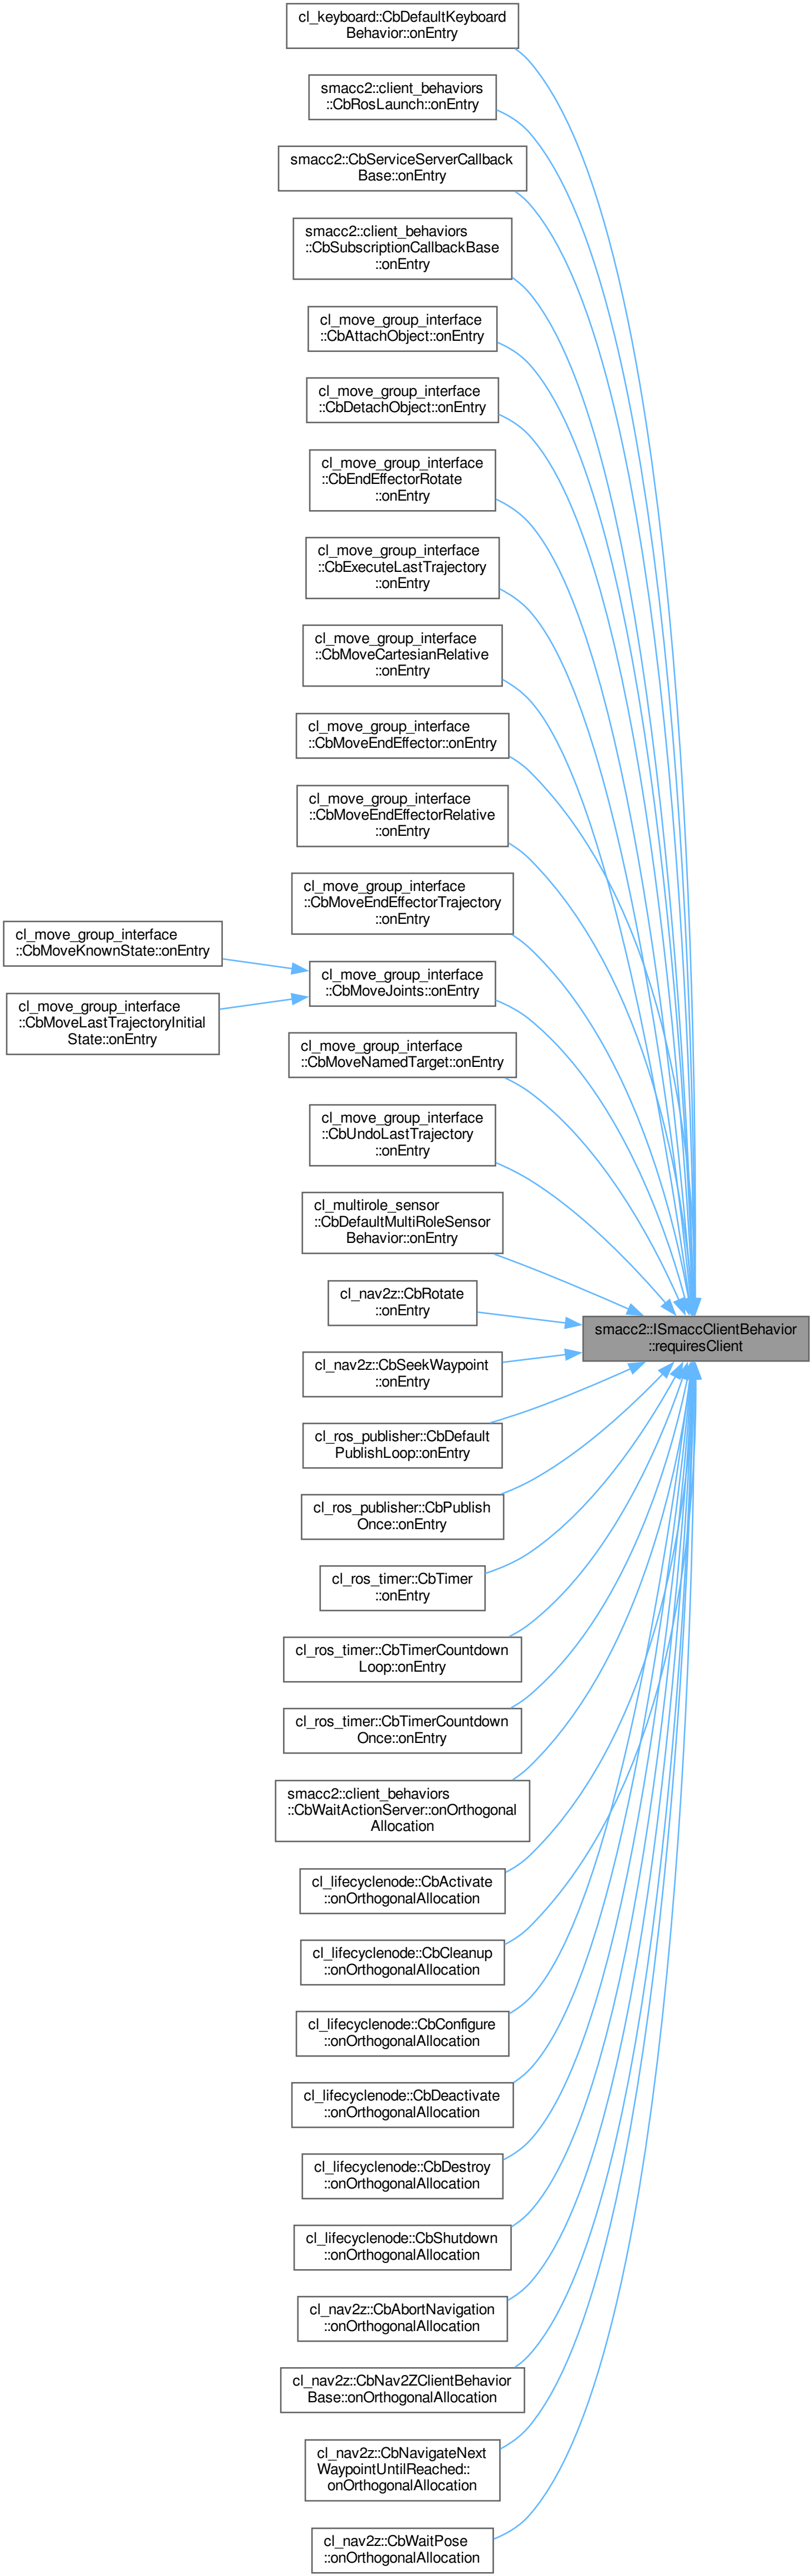 cl_keyboard::CbDefaultKeyboard
Behavior::onEntry
smacc2::client_behaviors
::CbRosLaunch::onEntry
smacc2::CbServiceServerCallback
Base::onEntry
smacc2::client_behaviors
::CbSubscriptionCallbackBase
::onEntry
cl_move_group_interface
::CbAttachObject::onEntry
cl_move_group_interface
::CbDetachObject::onEntry
cl_move_group_interface
::CbEndEffectorRotate
::onEntry
cl_move_group_interface
::CbExecuteLastTrajectory
::onEntry
cl_move_group_interface
::CbMoveCartesianRelative
::onEntry
cl_move_group_interface
::CbMoveEndEffector::onEntry
cl_move_group_interface
::CbMoveEndEffectorRelative
::onEntry
cl_move_group_interface
::CbMoveEndEffectorTrajectory
::onEntry
cl_move_group_interface
::CbMoveKnownState::onEntry
cl_move_group_interface
::CbMoveJoints::onEntry
cl_move_group_interface
::CbMoveLastTrajectoryInitial
State::onEntry
cl_move_group_interface
::CbMoveNamedTarget::onEntry
cl_move_group_interface
::CbUndoLastTrajectory
::onEntry
cl_multirole_sensor
::CbDefaultMultiRoleSensor
Behavior::onEntry
cl_nav2z::CbRotate
::onEntry
smacc2::ISmaccClientBehavior
::requiresClient
cl_nav2z::CbSeekWaypoint
::onEntry
cl_ros_publisher::CbDefault
PublishLoop::onEntry
cl_ros_publisher::CbPublish
Once::onEntry
cl_ros_timer::CbTimer
::onEntry
cl_ros_timer::CbTimerCountdown
Loop::onEntry
cl_ros_timer::CbTimerCountdown
Once::onEntry
smacc2::client_behaviors
::CbWaitActionServer::onOrthogonal
Allocation
cl_lifecyclenode::CbActivate
::onOrthogonalAllocation
cl_lifecyclenode::CbCleanup
::onOrthogonalAllocation
cl_lifecyclenode::CbConfigure
::onOrthogonalAllocation
cl_lifecyclenode::CbDeactivate
::onOrthogonalAllocation
cl_lifecyclenode::CbDestroy
::onOrthogonalAllocation
cl_lifecyclenode::CbShutdown
::onOrthogonalAllocation
cl_nav2z::CbAbortNavigation
::onOrthogonalAllocation
cl_nav2z::CbNav2ZClientBehavior
Base::onOrthogonalAllocation
cl_nav2z::CbNavigateNext
WaypointUntilReached::
onOrthogonalAllocation
cl_nav2z::CbWaitPose
::onOrthogonalAllocation